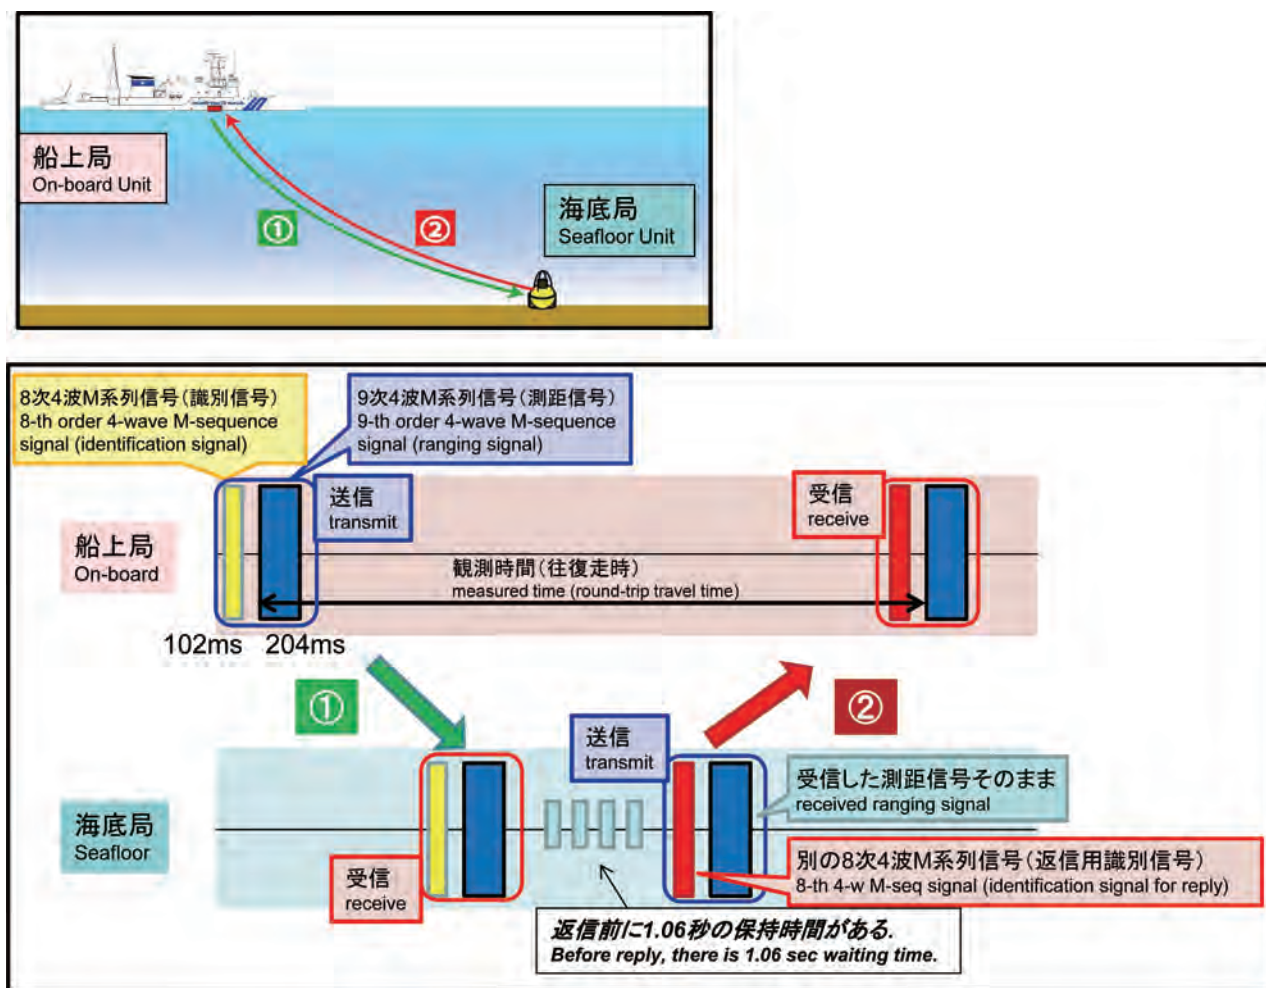 船上局
On-board Unit
①
②
海底局
Seafloor Unit
8次4波M系列信号(識別信号)
8-th order 4-wave M-sequence
signal (identification signal)
9次4波M系列信号(測距信号)
9-th order 4-wave M-sequence
signal (ranging signal)
送信
transmit
受信
receive
船上局
On-board
観測時間(往復走時)
measured time (round-trip travel time)
102ms
204ms
①
②
送信
transmit
受信した測距信号そのまま
received ranging signal
海底局
Seafloor
受信
receive
別の8次4波M系列信号(返信用識別信号)
8-th 4-w M-seq signal (identification signal for reply)
返信前に1.06秒の保持時間がある.
Before reply, there is 1.06 sec waiting time.